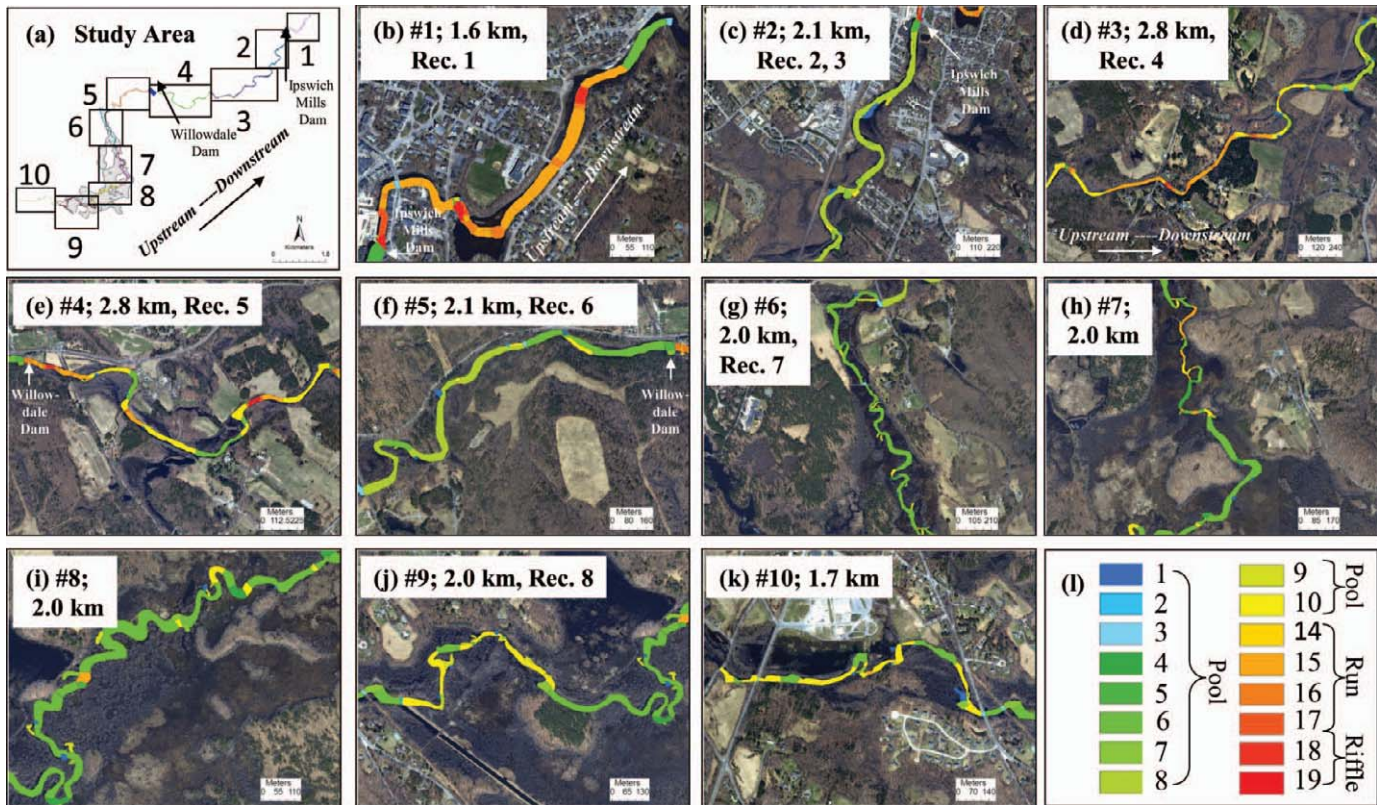 (a) Study Area
2
1
4
5
3
Ipswich
Mills
Dam
6
Willowdale
Dam
7
10
8
9
Upstream ----Downstream
N
Kilometers
0 1.8
(b) #1; 1.6 km,
Rec. 1
Ipswich
Mills
Dam
Upstream ----Downstream
Meters
0 55 110
(c) #2; 2.1 km,
Rec. 2, 3
Ipswich
Mills Dam
Meters
0 110 220
(d) #3; 2.8 km,
Rec. 4
Upstream ----Downstream
Meters
0 120 240
(e) #4; 2.8 km, Rec. 5
Willow-
dale
Dam
Meters
0 112.5225
(f) #5; 2.1 km, Rec. 6
Willow-
dale
Dam
Meters
0 80 160
(g) #6;
2.0 km,
Rec. 7
Meters
0 105 210
(h) #7;
2.0 km
Meters
0 85 170
(i) #8;
2.0 km
Meters
0 55 110
(j) #9; 2.0 km, Rec. 8
Meters
0 65 130
(k) #10; 1.7 km
Meters
0 70 140
(l)
1
2
3
4
5
6
7
8
Pool
9
10
14
15
16
17
18
19
Pool
Run
Riffle